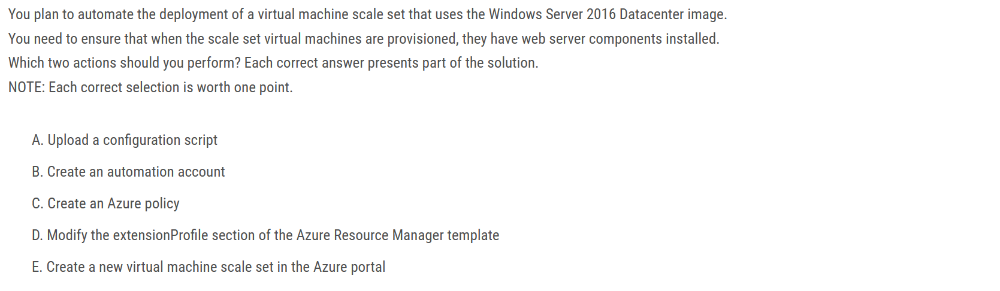 You plan to automate the deployment of a virtual machine scale set that uses the Windows Server 2016 Datacenter image.
You need to ensure that when the scale set virtual machines are provisioned, they have web server components installed.
Which two actions should you perform? Each correct answer presents part of the solution.
NOTE: Each correct selection is worth one point.
A. Upload a configuration script
B. Create an automation account
C. Create an Azure policy
D. Modify the extensionProfile section of the Azure Resource Manager template
E. Create a new virtual machine scale set in the Azure portal